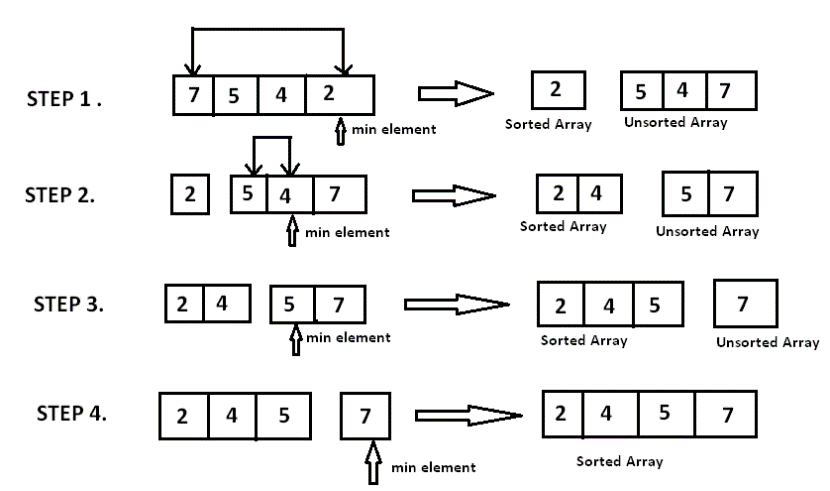 STEP 1 .
7 5 4 2
min element
2
Sorted Array
5 4 7
Unsorted Array
STEP 2.
2
5 4 7
min element
2 4
Sorted Array
5 7
Unsorted Array
STEP 3.
2 4
5 7
min element
2 4 5
Sorted Array
7
Unsorted Array
STEP 4.
2 4 5
7
min element
2 4 5 7
Sorted Array